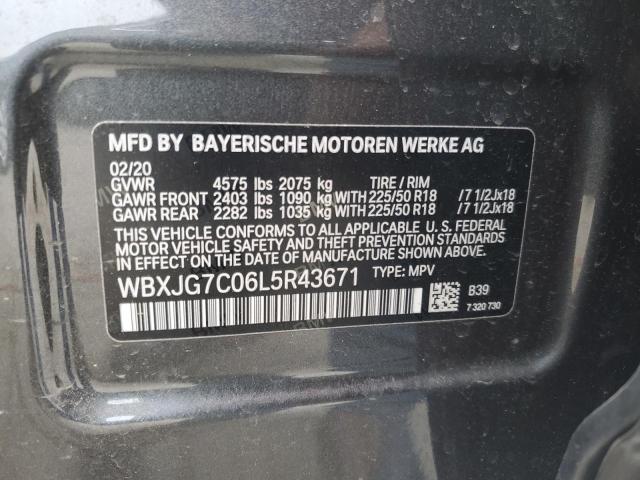 MFD BY BAYERISCHE MOTOREN WERKE AG
02/20
GVWR 4575 lbs 2075 kg TIRE / RIM
GAWR FRONT 2403 lbs 1090 kg WITH 225/50 R18 /7 1/2Jx18
GAWR REAR 2282 lbs 1035 kg WITH 225/50 R18 /7 1/2Jx18
THIS VEHICLE CONFORMS TO ALL APPLICABLE U. S. FEDERAL
MOTOR VEHICLE SAFETY, BUMPER, AND THEFT PREVENTION STANDARDS
IN EFFECT ON THE DATE OF MANUFACTURE SHOWN ABOVE.
WBXJG7C06L5R43671 TYPE: MPV
B39
7 320 730